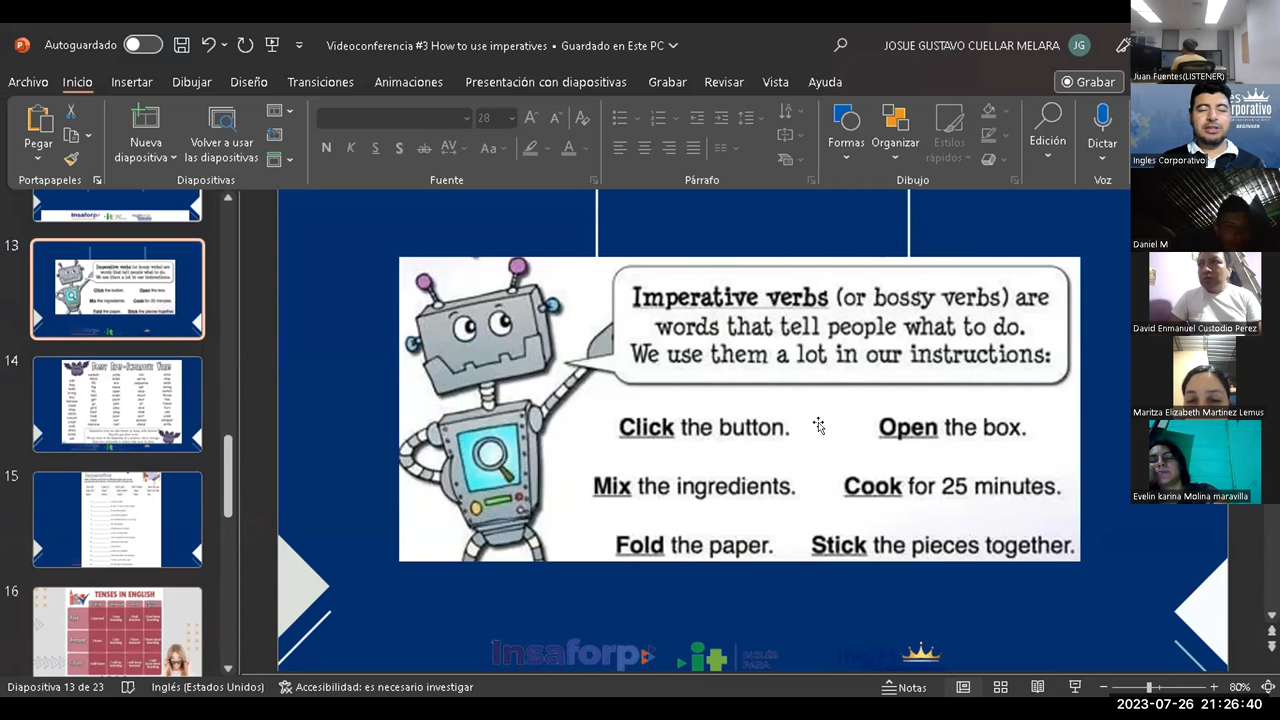 Autoguardado
Videoconferencia #3 How to use imperatives • Guardado en Este PC
JOSUE GUSTAVO CUELLAR MELARA
JG
Archivo Inicio Insertar Dibujar Diseño Transiciones Animaciones Presentación con diapositivas Grabar Revisar Vista Ayuda
Grabar
Pegar
Nueva diapositiva
Volver a usar las diapositivas
28
Formas
Organizar
Estilos rápidos
Edición
Dictar
Portapapeles
Diapositivas
Fuente
Párrafo
Dibujo
Voz
13
14
15
16
TENSES IN ENGLISH
Imperative verbs (or bossy verbs) are
words that tell people what to do.
We use them a lot in our instructions:
Click the button. Open the box.
Mix the ingredients. Cook for 25 minutes.
Fold the paper. Stick the pieces together.
Insaforp
it
INGLÉS
PARA
Juan Fuentes(LISTENER)
Ingles Corporativo
Daniel M
David Enmanuel Custodio Perez
Maritza Elizabeth Martinez Lemus
Evelin karina Molina maravilla
Diapositiva 13 de 23
Inglés (Estados Unidos)
Accesibilidad: es necesario investigar
Notas
80%
2023-07-26 21:26:40